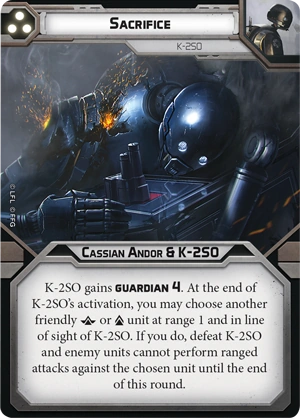 SACRIFICE
K-2SO
© LFL © FFG
CASSIAN ANDOR & K-2SO
K-2SO gains GUARDIAN 4. At the end of
K-2SO's activation, you may choose another
friendly or unit at range 1 and in line
of sight of K-2SO. If you do, defeat K-2SO
and enemy units cannot perform ranged
attacks against the chosen unit until the end
of this round.